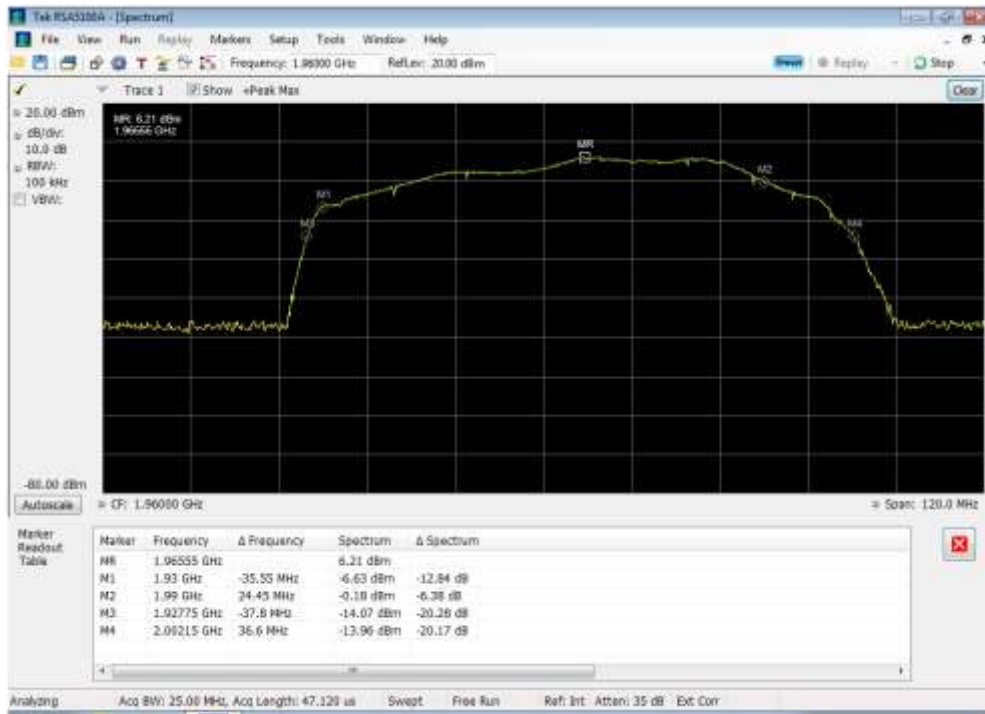 Tek RSA5100A - [Spectrum]
File View Run Replay Markers Setup Tools Window Help
Frequency: 1.96000 GHz RefLev: 20.00 dBm Preset Replay Stop
Trace 1 Show +Peak Max Clear
20.00 dBm
dB/div:
10.0 dB
RBW:
100 kHz
VBW:
MR: 6.21 dBm
1.96555 GHz
MR
M1
M2
M3
M4
-80.00 dBm
Autoscale CF: 1.96000 GHz Span: 120.0 MHz
Marker
Readout
Table
Marker Frequency Δ Frequency Spectrum Δ Spectrum
MR 1.96555 GHz 6.21 dBm
M1 1.93 GHz -35.55 MHz -6.63 dBm -12.84 dB
M2 1.99 GHz 24.45 MHz -0.18 dBm -6.38 dB
M3 1.92775 GHz -37.8 MHz -14.07 dBm -20.28 dB
M4 2.00215 GHz 36.6 MHz -13.96 dBm -20.17 dB
Analyzing Acq BW: 25.00 MHz, Acq Length: 47.120 us Swept Free Run Ref: Int Atten: 35 dB Ext Corr